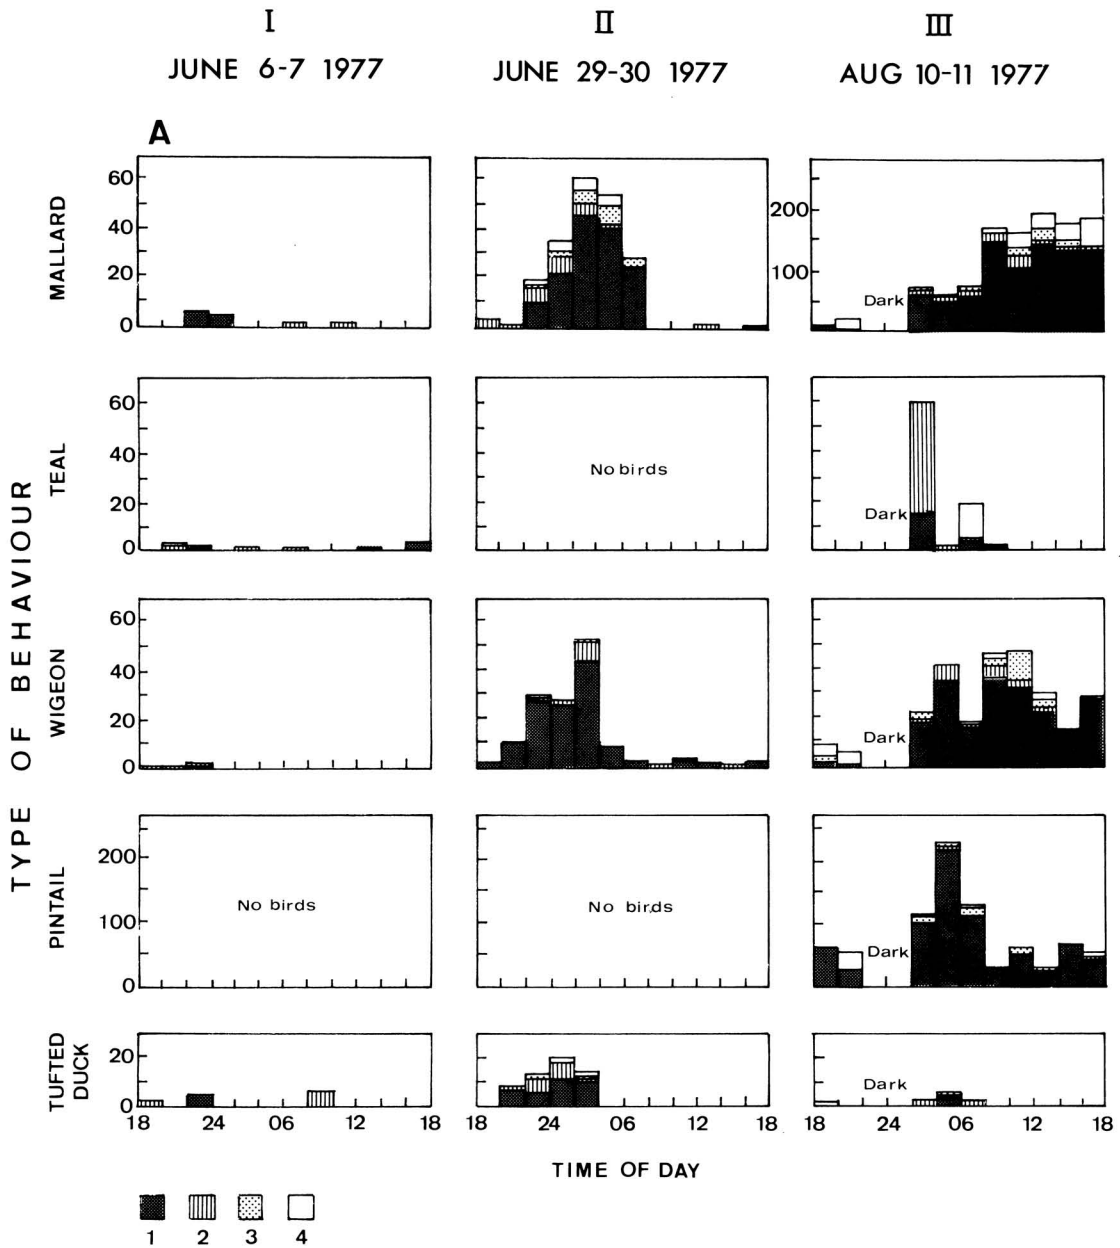 I II III
JUNE 6-7 1977 JUNE 29-30 1977 AUG 10-11 1977
A
TYPE OF BEHAVIOUR
MALLARD
60
40
20
0
200
100
Dark
TEAL
60
40
20
0
No birds
Dark
WIGEON
60
40
20
0
Dark
PINTAIL
200
100
0
No birds
No birds
Dark
TUFTED
DUCK
20
0
Dark
18 24 06 12 18 24 06 12 18 18 24 06 12 18
TIME OF DAY
1 2 3 4